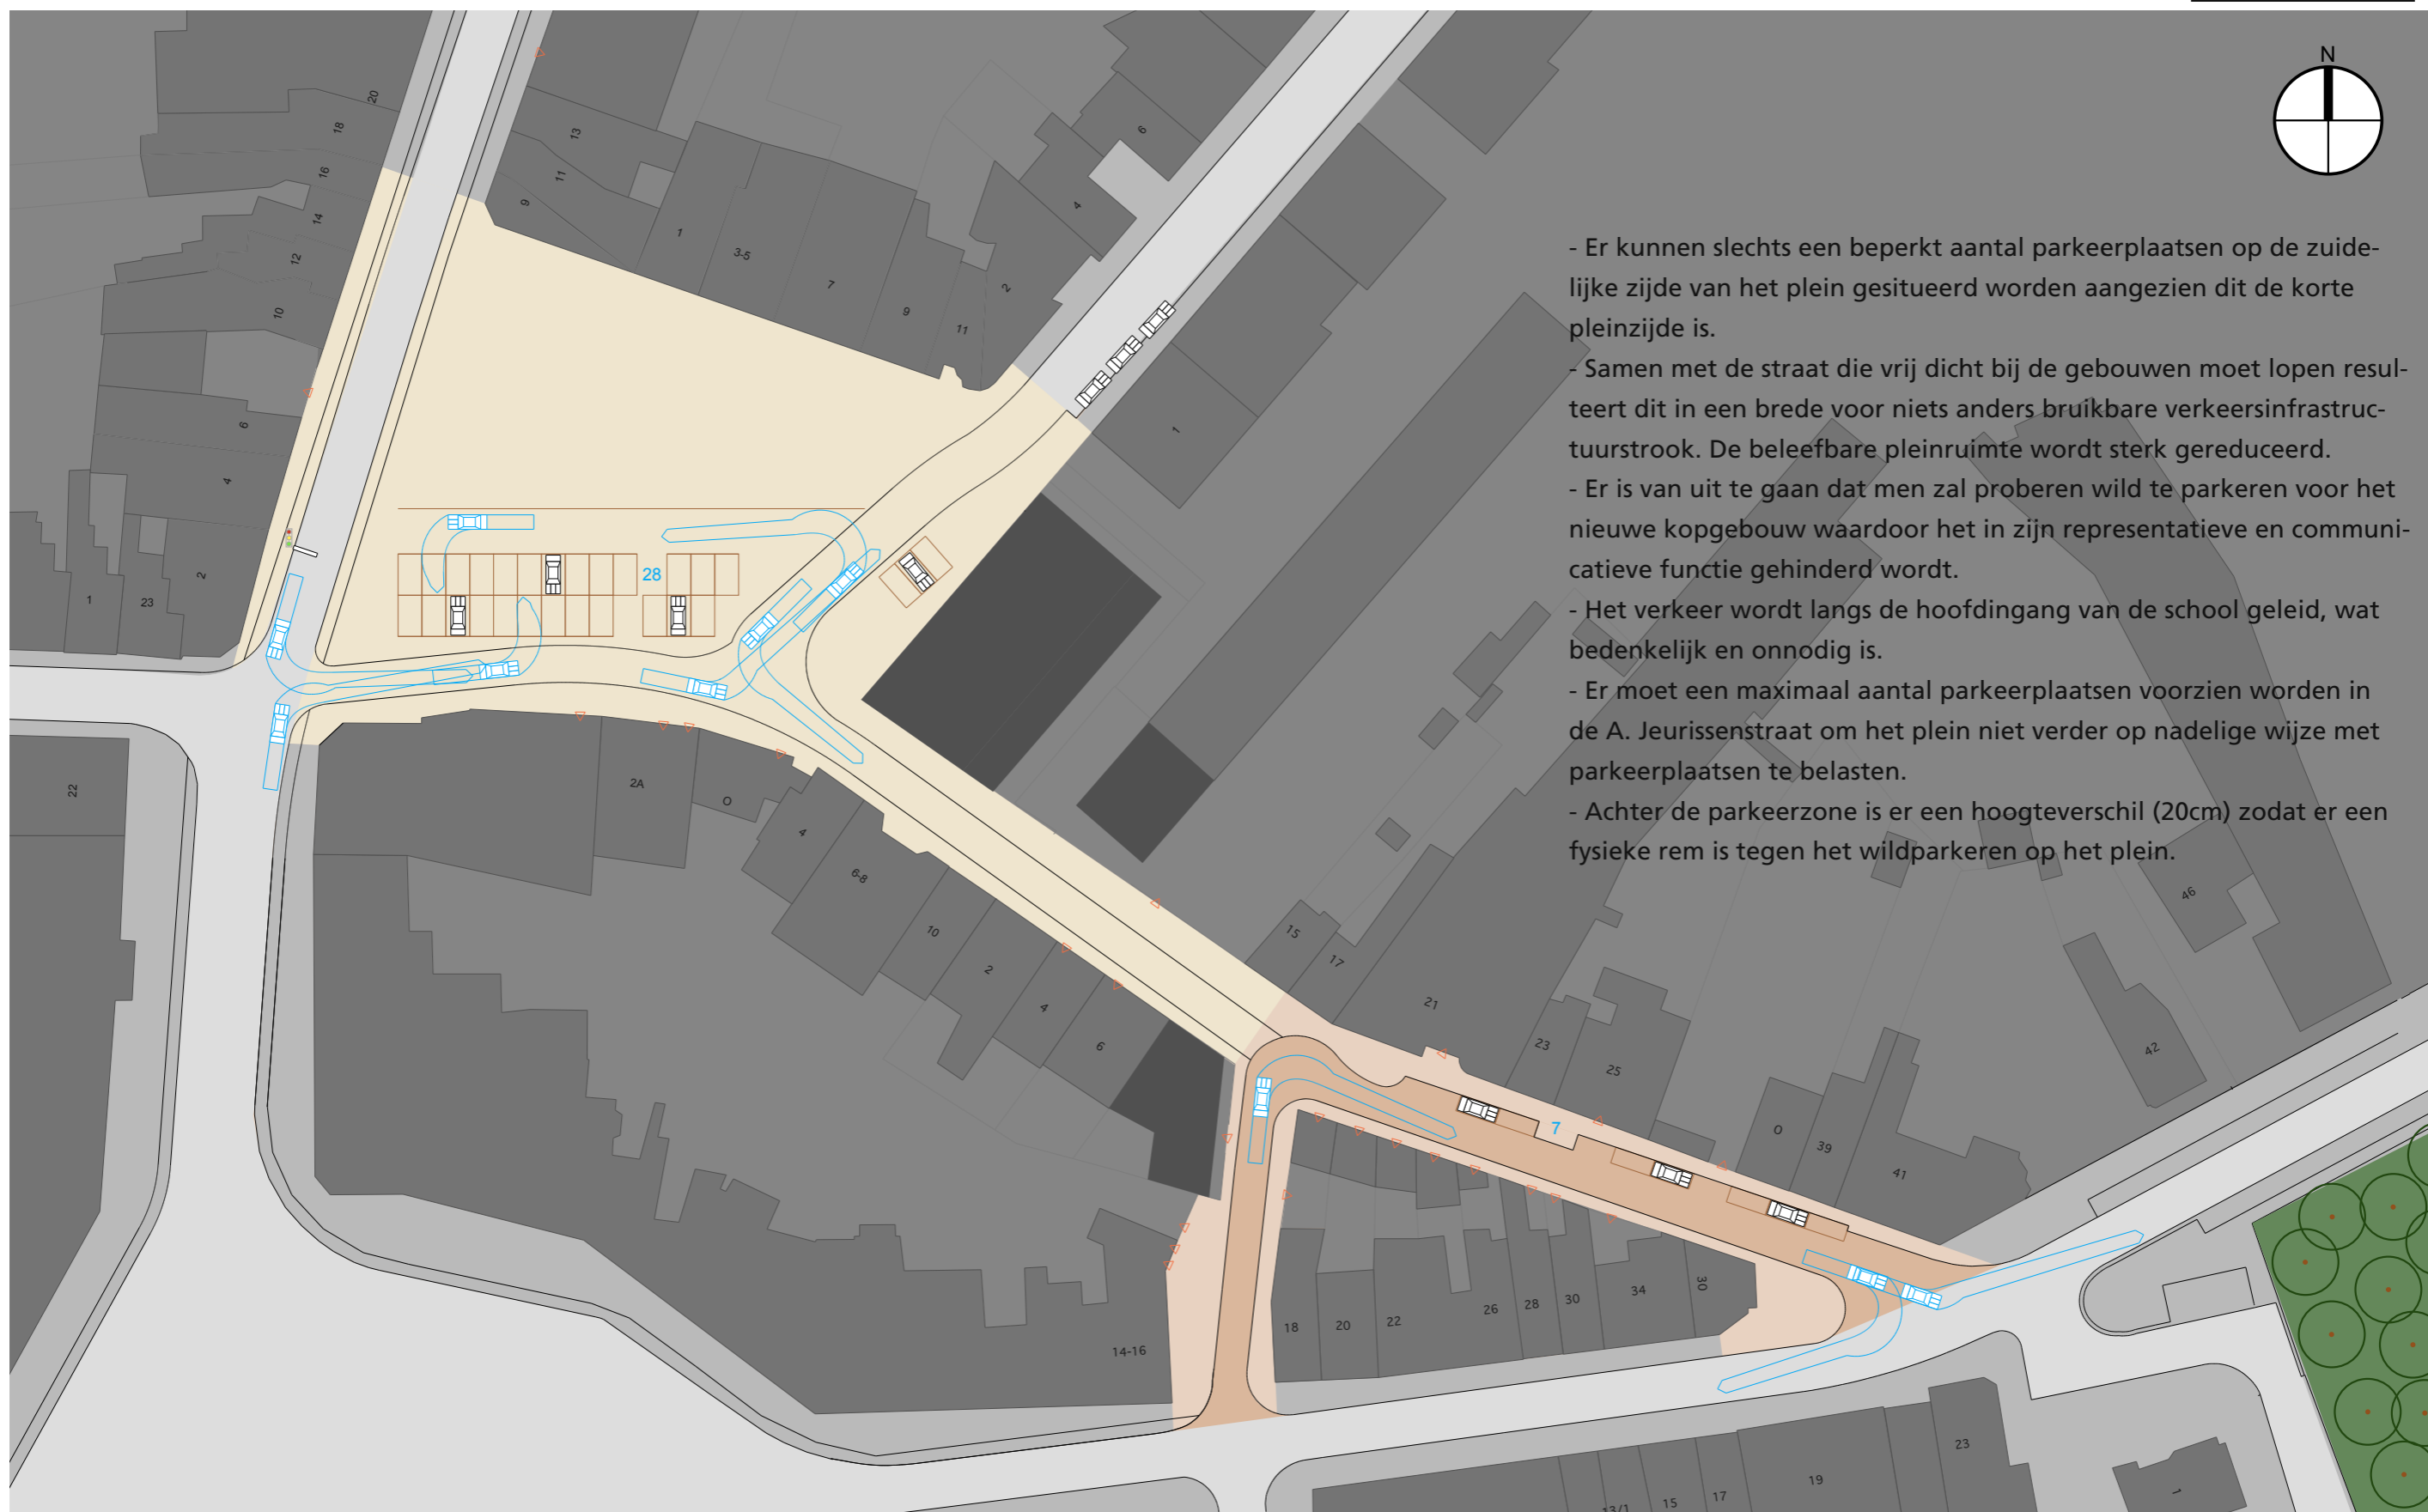 N
- Er kunnen slechts een beperkt aantal parkeerplaatsen op de zuide-
lijke zijde van het plein gesitueerd worden aangezien dit de korte
pleinzijde is.
- Samen met de straat die vrij dicht bij de gebouwen moet lopen resul-
teert dit in een brede voor niets anders bruikbare verkeersinfrastruc-
tuurstrook. De beleefbare pleinruimte wordt sterk gereduceerd.
- Er is van uit te gaan dat men zal proberen wild te parkeren voor het
nieuwe kopgebouw waardoor het in zijn representatieve en communi-
catieve functie gehinderd wordt.
- Het verkeer wordt langs de hoofdingang van de school geleid, wat
bedenkelijk en onnodig is.
- Er moet een maximaal aantal parkeerplaatsen voorzien worden in
de A. Jeurissenstraat om het plein niet verder op nadelige wijze met
parkeerplaatsen te belasten.
- Achter de parkeerzone is er een hoogteverschil (20cm) zodat er een
fysieke rem is tegen het wildparkeren op het plein.
20
18
16
14
12
10
6
4
2
23
1
13
11
9
1
3-5
7
9
11
2
4
6
1
28
22
2A
O
4
6-8
10
2
4
6
15
17
21
23
25
O
39
41
46
42
7
14-16
18
20
22
26
28
30
34
30
13/1
15
17
19
23
1